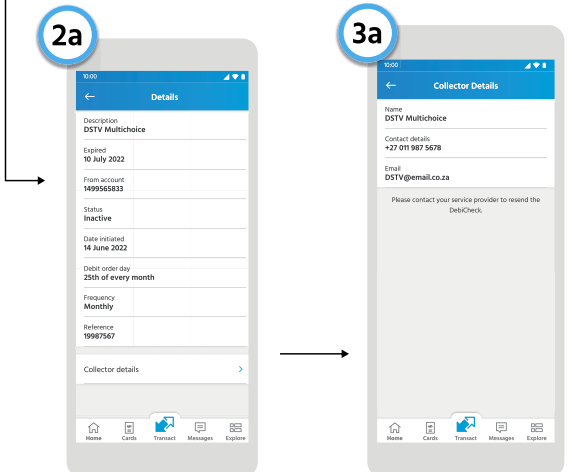 2a
10:00
Details
Description
DSTV Multichoice
Expired
10 July 2022
From account
1499565833
Status
Inactive
Date initiated
14 June 2022
Debit order day
25th of every month
Frequency
Monthly
Reference
19987567
Collector details
Home Cards Transact Messages Explore
3a
10:00
Collector Details
Name
DSTV Multichoice
Contact details
+27 011 987 5678
Email
DSTV@email.co.za
Please contact your service provider to resend the
DebiCheck.
Home Cards Transact Messages Explore